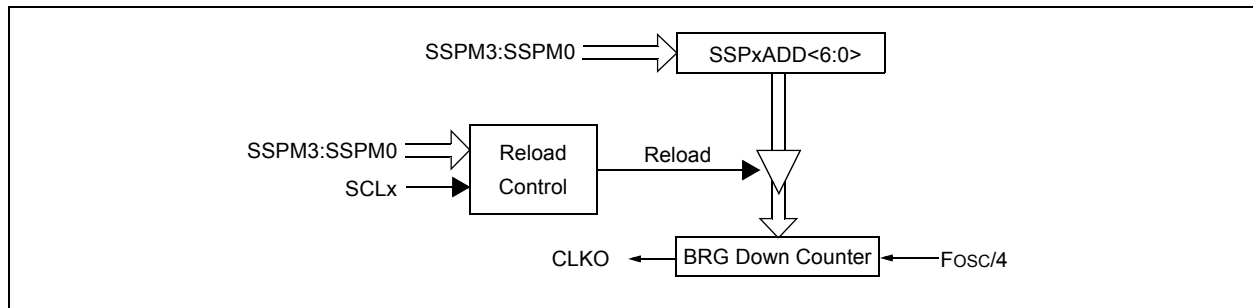 SSPM3:SSPM0
SSPxADD<6:0>
SSPM3:SSPM0
SCLx
Reload
Control
Reload
CLKO
BRG Down Counter
FOSC/4